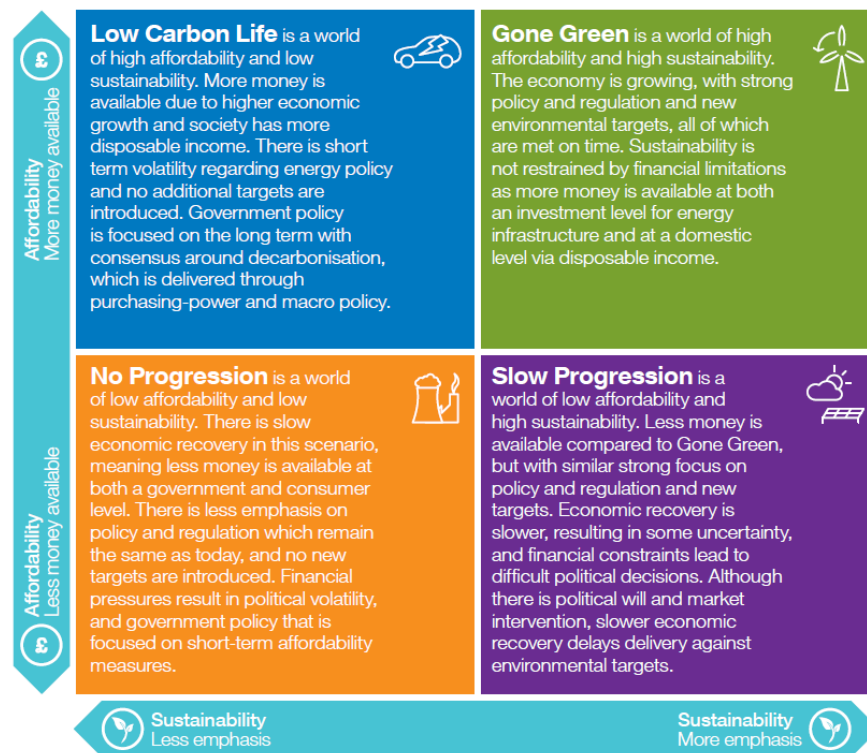 Affordability
More money available
£
Low Carbon Life is a world
of high affordability and low
sustainability. More money is
available due to higher economic
growth and society has more
disposable income. There is short
term volatility regarding energy policy
and no additional targets are
introduced. Government policy
is focused on the long term with
consensus around decarbonisation,
which is delivered through
purchasing-power and macro policy.
Gone Green is a world of high
affordability and high sustainability.
The economy is growing, with strong
policy and regulation and new
environmental targets, all of which
are met on time. Sustainability is
not restrained by financial limitations
as more money is available at both
an investment level for energy
infrastructure and at a domestic
level via disposable income.
Affordability
Less money available
£
No Progression is a world
of low affordability and low
sustainability. There is slow
economic recovery in this scenario,
meaning less money is available at
both a government and consumer
level. There is less emphasis on
policy and regulation which remain
the same as today, and no new
targets are introduced. Financial
pressures result in political volatility,
and government policy that is
focused on short-term affordability
measures.
Slow Progression is a
world of low affordability and
high sustainability. Less money is
available compared to Gone Green,
but with similar strong focus on
policy and regulation and new
targets. Economic recovery is
slower, resulting in some uncertainty,
and financial constraints lead to
difficult political decisions. Although
there is political will and market
intervention, slower economic
recovery delays delivery against
environmental targets.
Sustainability
Less emphasis
Sustainability
More emphasis